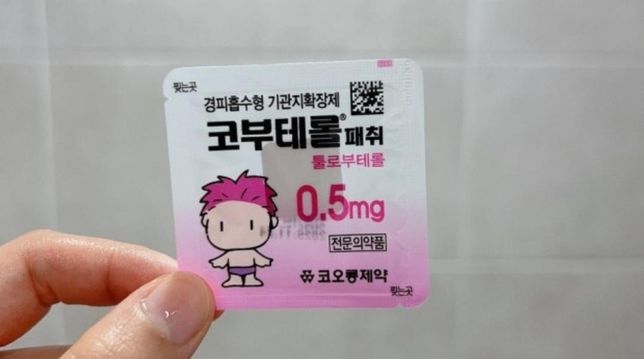 찢는곳
경피흡수형 기관지확장제
코부테롤® 패취
툴로부테롤
0.5mg
전문의약품
코오롱제약
찢는곳